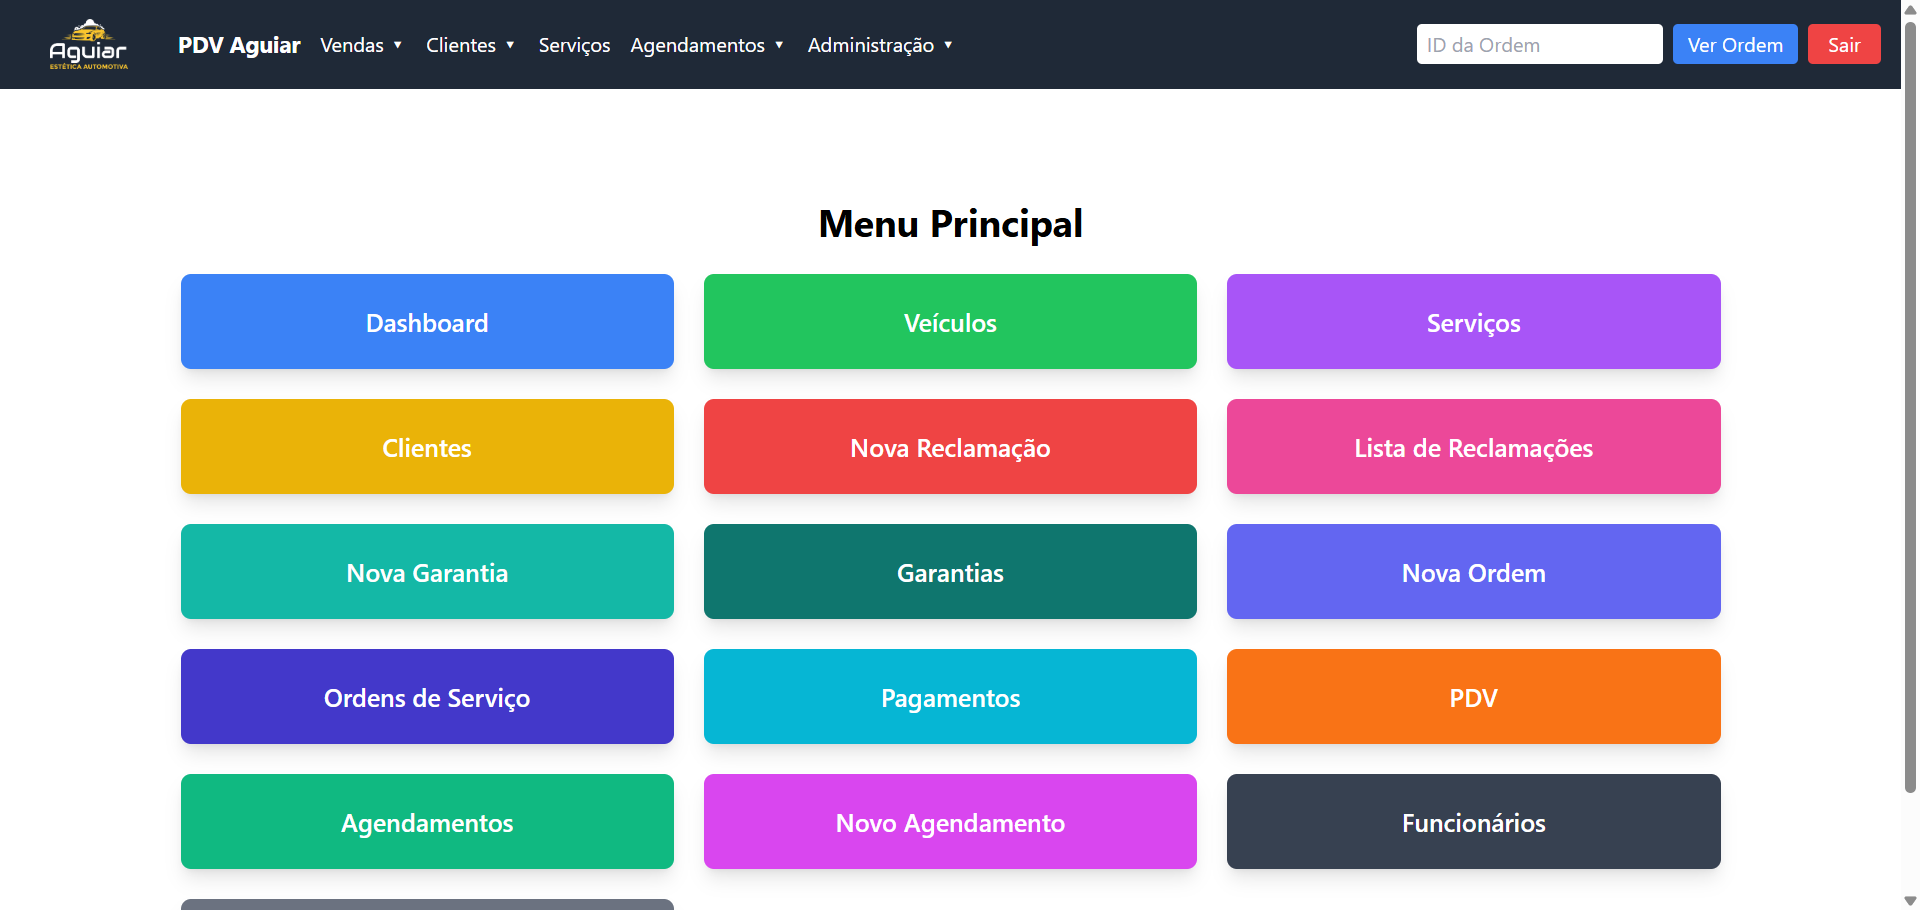 Aguiar
ESTÉTICA AUTOMOTIVA
PDV Aguiar Vendas ▼ Clientes ▼ Serviços Agendamentos ▼ Administração ▼ ID da Ordem Ver Ordem Sair
Menu Principal
Dashboard Veículos Serviços
Clientes Nova Reclamação Lista de Reclamações
Nova Garantia Garantias Nova Ordem
Ordens de Serviço Pagamentos PDV
Agendamentos Novo Agendamento Funcionários